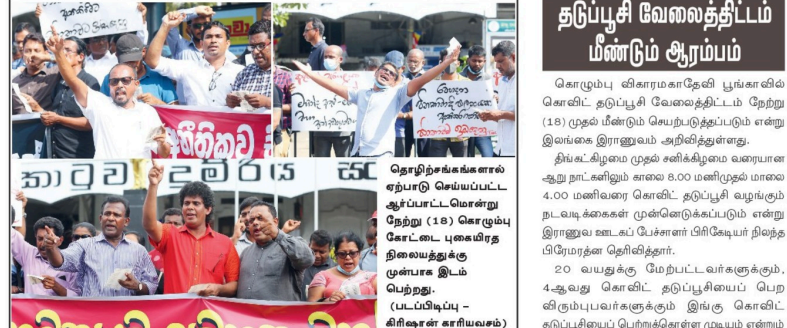 කොටුව දුම්රිය ස
தொழிற்சங்கங்களால்
ஏற்பாடு செய்யப்பட்ட
ஆர்ப்பாட்டமொன்று
நேற்று (18) கொழும்பு
கோட்டை புகையிரத
நிலையத்துக்கு
முன்பாக இடம்
பெற்றது.
(படப்பிடிப்பு –
கிரிஷான் காரியவசம்)
தடுப்பூசி வேலைத்திட்டம்
மீண்டும் ஆரம்பம்
கொழும்பு விகாரமகாதேவி பூங்காவில்
கொவிட் தடுப்பூசி வேலைத்திட்டம் நேற்று
(18) முதல் மீண்டும் செயற்படுத்தப்படும் என்று
இலங்கை இராணுவம் அறிவித்துள்ளது.
திங்கட்கிழமை முதல் சனிக்கிழமை வரையான
ஆறு நாட்களிலும் காலை 8.00 மணிமுதல் மாலை
4.00 மணிவரை கொவிட் தடுப்பூசி வழங்கும்
நடவடிக்கைகள் முன்னெடுக்கப்படும் என்று
இராணுவ ஊடகப் பேச்சாளர் பிரிகேடியர் நிலந்த
பிரேமரத்ன தெரிவித்தார்.
20 வயதுக்கு மேற்பட்டவர்களுக்கும்,
4ஆவது கொவிட் தடுப்பூசியைப் பெற
விரும்புபவர்களுக்கும் இங்கு கொவிட்
தடுப்பூசியைப் பெற்றுக்கொள்ள முடியும் என்றும்